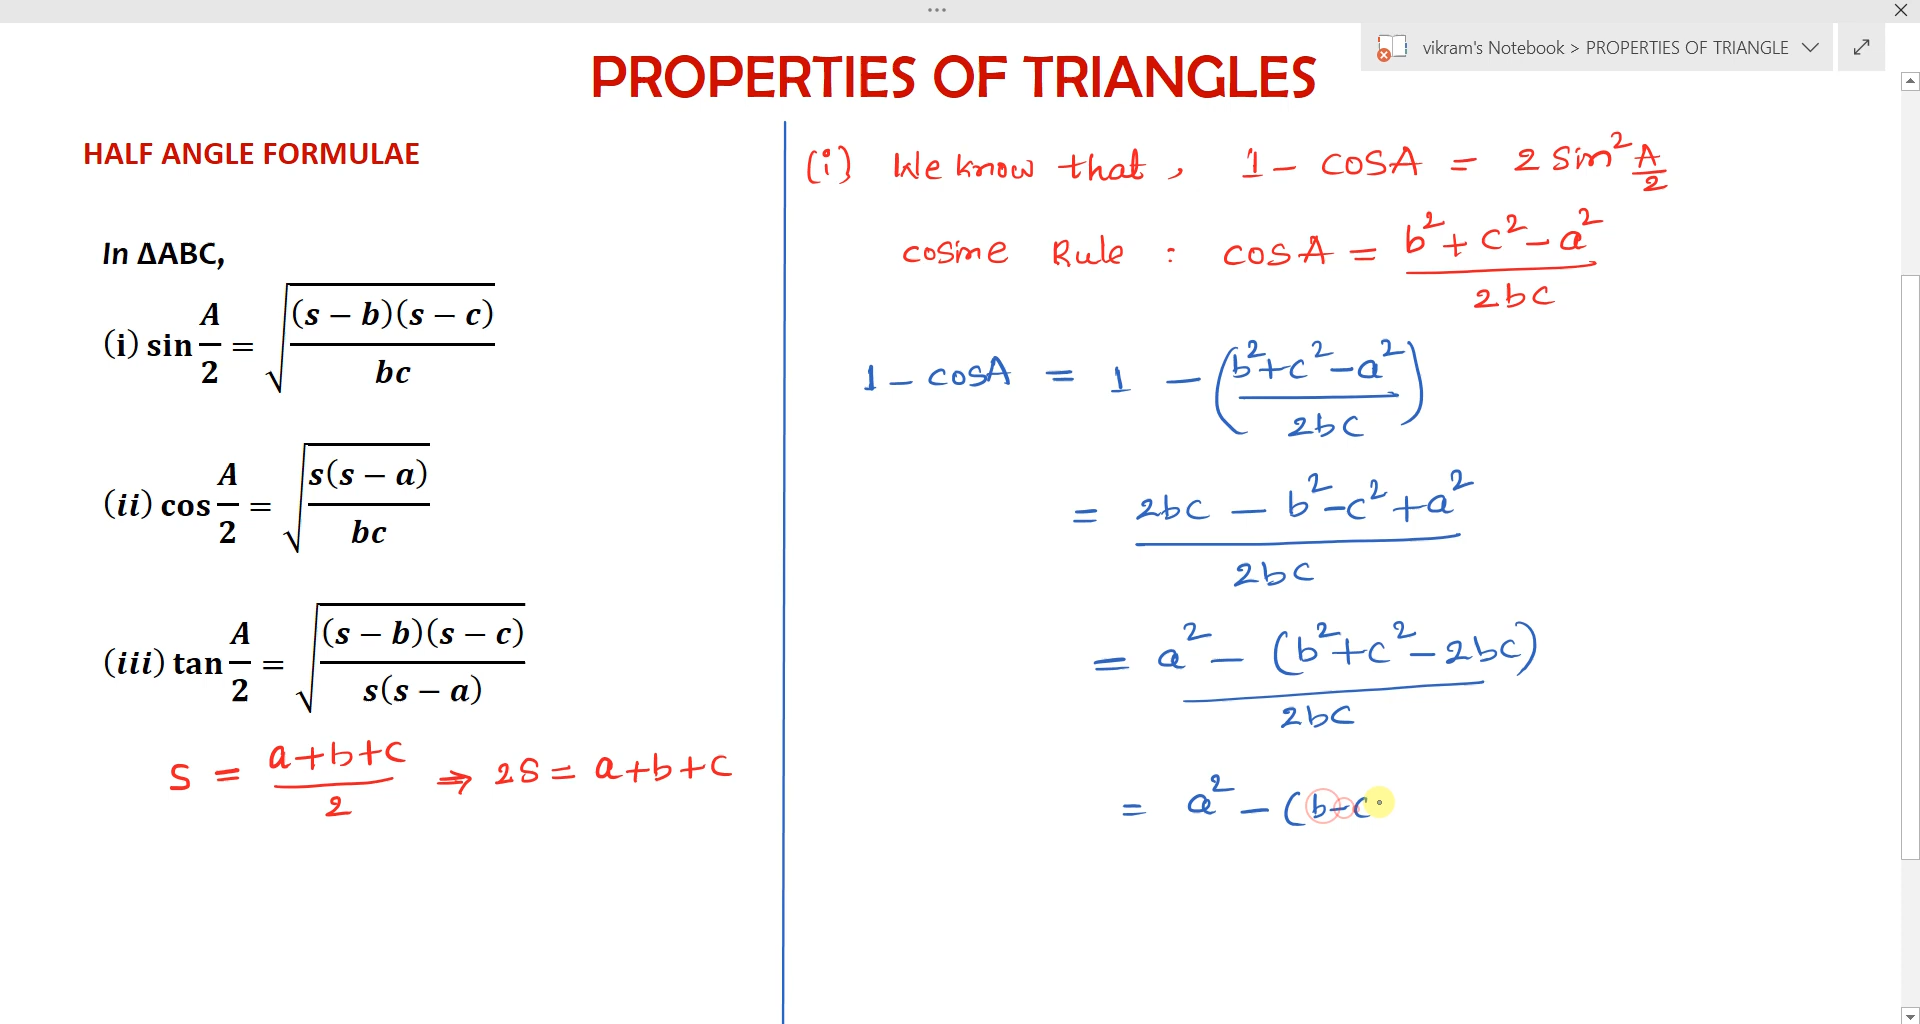 vikram's Notebook > PROPERTIES OF TRIANGLE
PROPERTIES OF TRIANGLES
HALF ANGLE FORMULAE
In ΔABC,
(i) sin A/2 = √((s − b)(s − c)/bc)
(ii) cos A/2 = √(s(s − a)/bc)
(iii) tan A/2 = √((s − b)(s − c)/s(s − a))
S = (a+b+c)/2 ⇒ 2S = a+b+c
(i) We know that, 1 − cosA = 2 sin² A/2
cosine Rule : cosA = (b² + c² − a²)/2bc
1 − cosA = 1 − ((b²+c²−a²)/2bc)
= (2bc − b² − c² + a²)/2bc
= (a² − (b²+c²−2bc))/2bc
= a² − (b−c